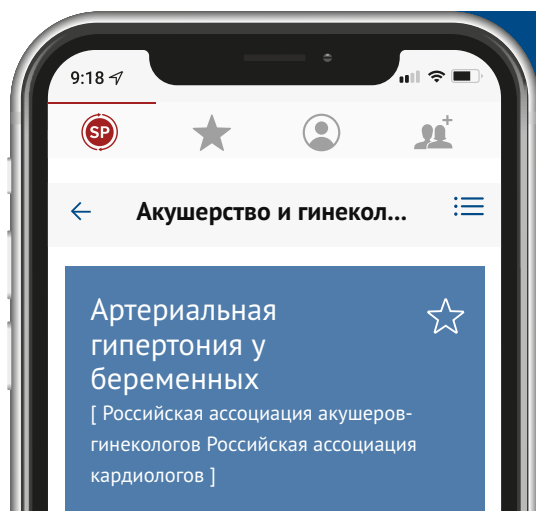 9:18
SP
Акушерство и гинекол...
Артериальная
гипертония у
беременных
[ Российская ассоциация акушеров-
гинекологов Российская ассоциация
кардиологов ]